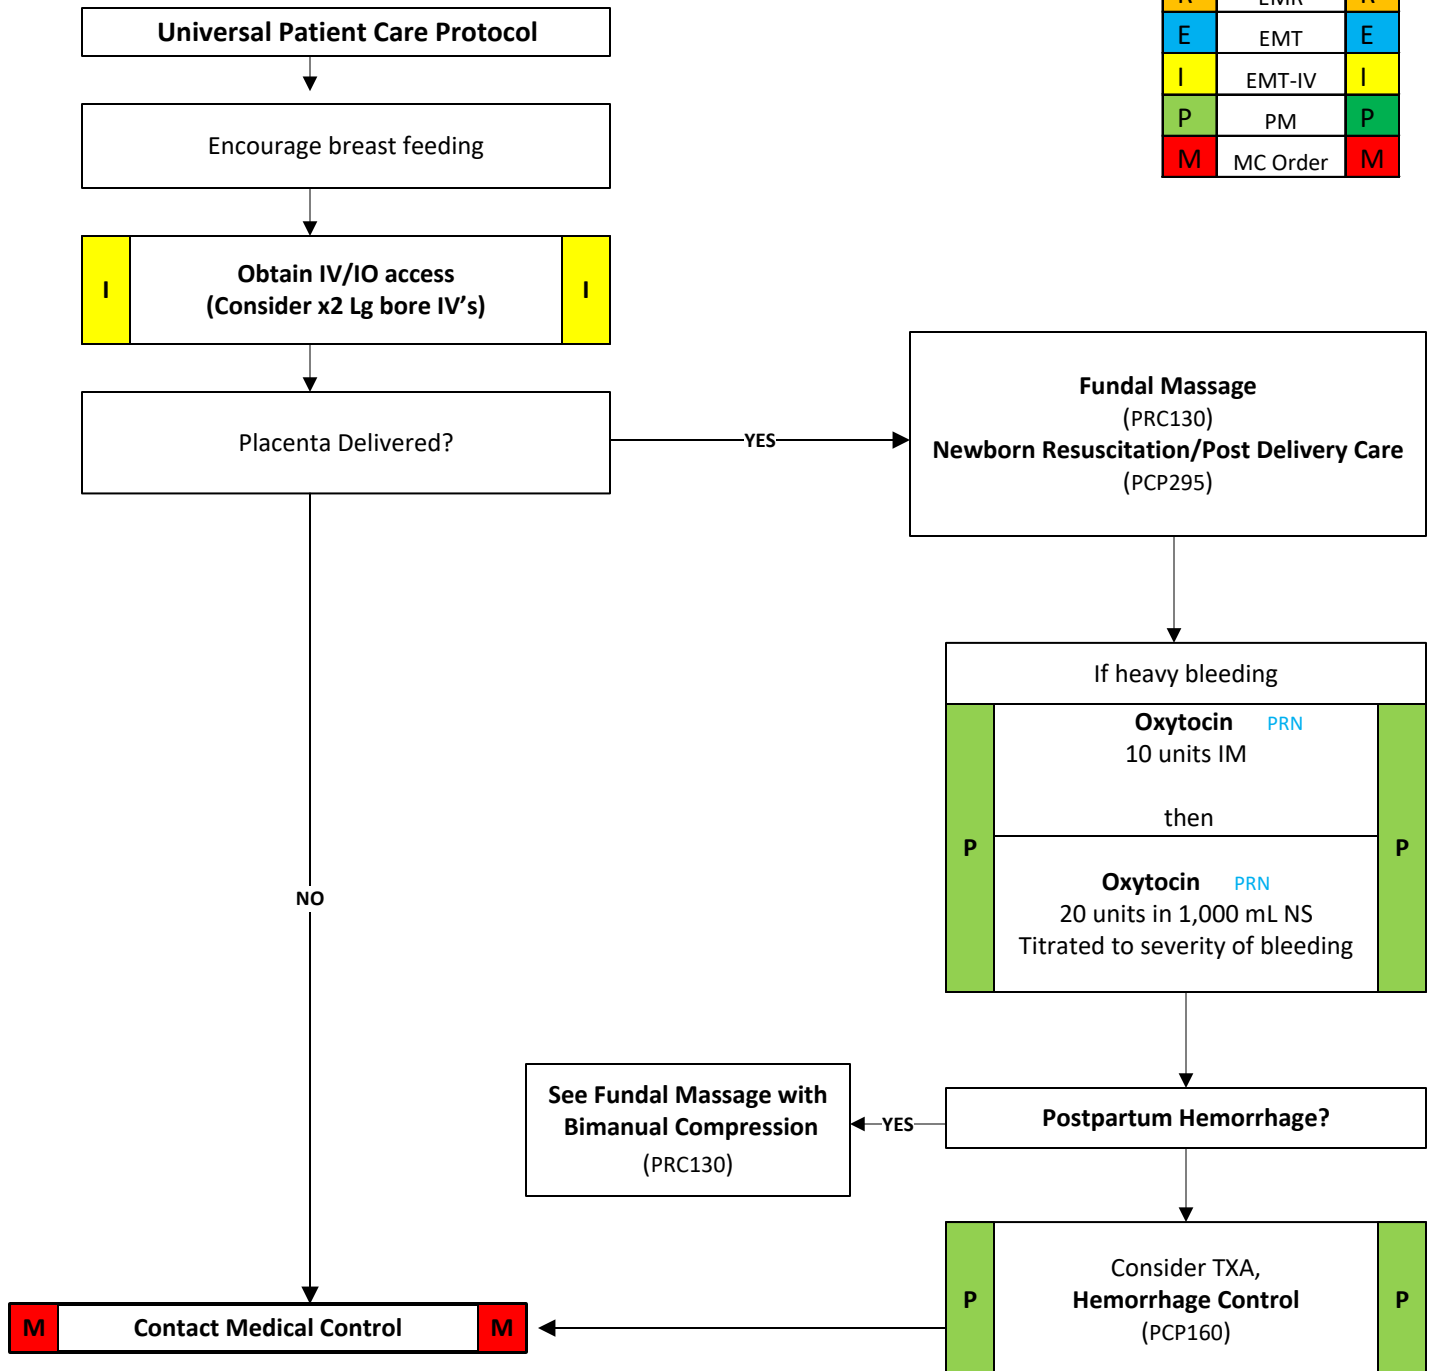 Universal Patient Care Protocol
R EMR R
E EMT E
I EMT-IV I
P PM P
M MC Order M
Encourage breast feeding
I Obtain IV/IO access I
(Consider x2 Lg bore IV’s)
Placenta Delivered?
YES
Fundal Massage
(PRC130)
Newborn Resuscitation/Post Delivery Care
(PCP295)
If heavy bleeding
Oxytocin PRN
10 units IM
then
P P
Oxytocin PRN
20 units in 1,000 mL NS
Titrated to severity of bleeding
NO
See Fundal Massage with
Bimanual Compression
(PRC130)
YES
Postpartum Hemorrhage?
Consider TXA,
P Hemorrhage Control P
(PCP160)
M Contact Medical Control M